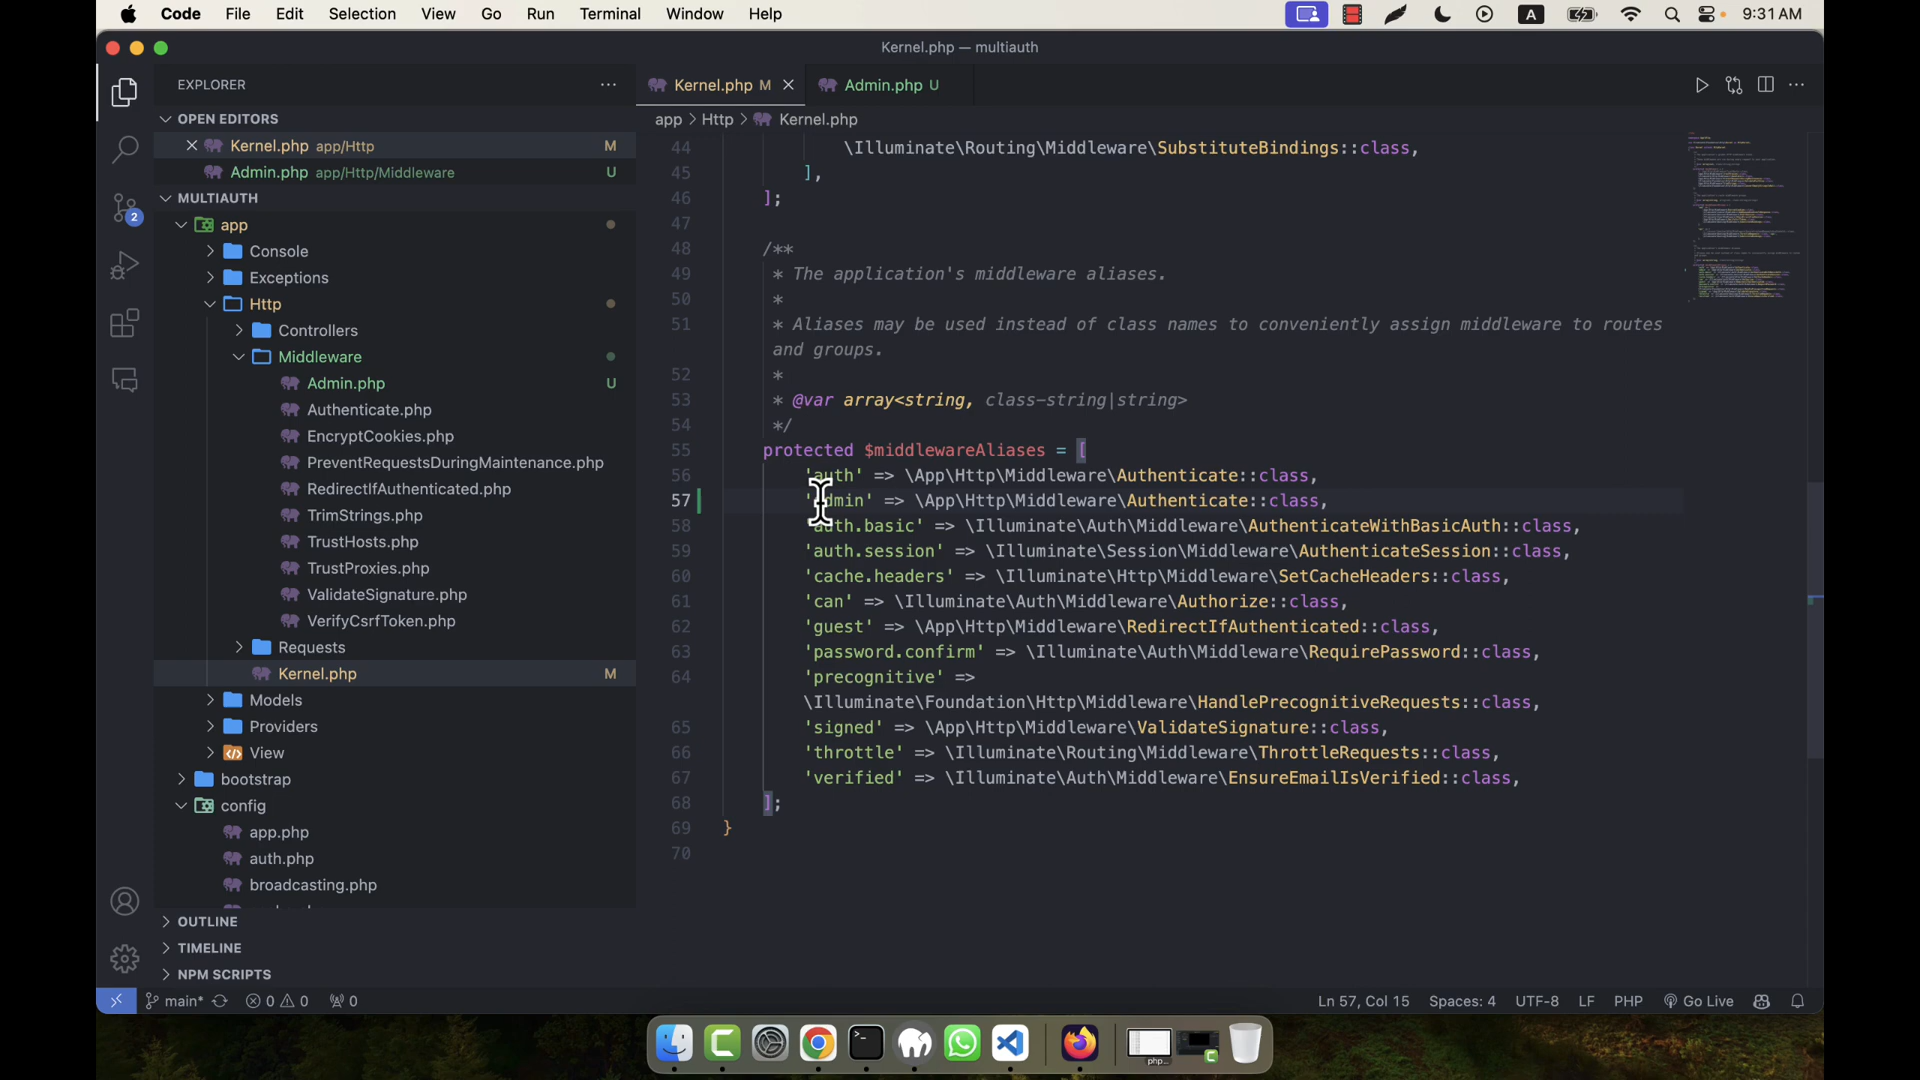 Code File Edit Selection View Go Run Terminal Window Help A 9:31 AM
Kernel.php — multiauth
EXPLORER
Kernel.php M
Admin.php U
app > Http > Kernel.php
OPEN EDITORS
Kernel.php app/Http M
Admin.php app/Http/Middleware U
MULTIAUTH
app
Console
Exceptions
Http
Controllers
Middleware
Admin.php U
Authenticate.php
EncryptCookies.php
PreventRequestsDuringMaintenance.php
RedirectIfAuthenticated.php
TrimStrings.php
TrustHosts.php
TrustProxies.php
ValidateSignature.php
VerifyCsrfToken.php
Requests
Kernel.php M
Models
Providers
View
bootstrap
config
app.php
auth.php
broadcasting.php
OUTLINE
TIMELINE
NPM SCRIPTS
2
44 \Illuminate\Routing\Middleware\SubstituteBindings::class,
45 ],
46 ];
47
48 /**
49 * The application's middleware aliases.
50 *
51 * Aliases may be used instead of class names to conveniently assign middleware to routes
and groups.
52 *
53 * @var array<string, class-string|string>
54 */
55 protected $middlewareAliases = [
56 'auth' => \App\Http\Middleware\Authenticate::class,
57 'admin' => \App\Http\Middleware\Authenticate::class,
58 'auth.basic' => \Illuminate\Auth\Middleware\AuthenticateWithBasicAuth::class,
59 'auth.session' => \Illuminate\Session\Middleware\AuthenticateSession::class,
60 'cache.headers' => \Illuminate\Http\Middleware\SetCacheHeaders::class,
61 'can' => \Illuminate\Auth\Middleware\Authorize::class,
62 'guest' => \App\Http\Middleware\RedirectIfAuthenticated::class,
63 'password.confirm' => \Illuminate\Auth\Middleware\RequirePassword::class,
64 'precognitive' =>
\Illuminate\Foundation\Http\Middleware\HandlePrecognitiveRequests::class,
65 'signed' => \App\Http\Middleware\ValidateSignature::class,
66 'throttle' => \Illuminate\Routing\Middleware\ThrottleRequests::class,
67 'verified' => \Illuminate\Auth\Middleware\EnsureEmailIsVerified::class,
68 ];
69 }
70
main* 0 0 0 Ln 57, Col 15 Spaces: 4 UTF-8 LF PHP Go Live
php...